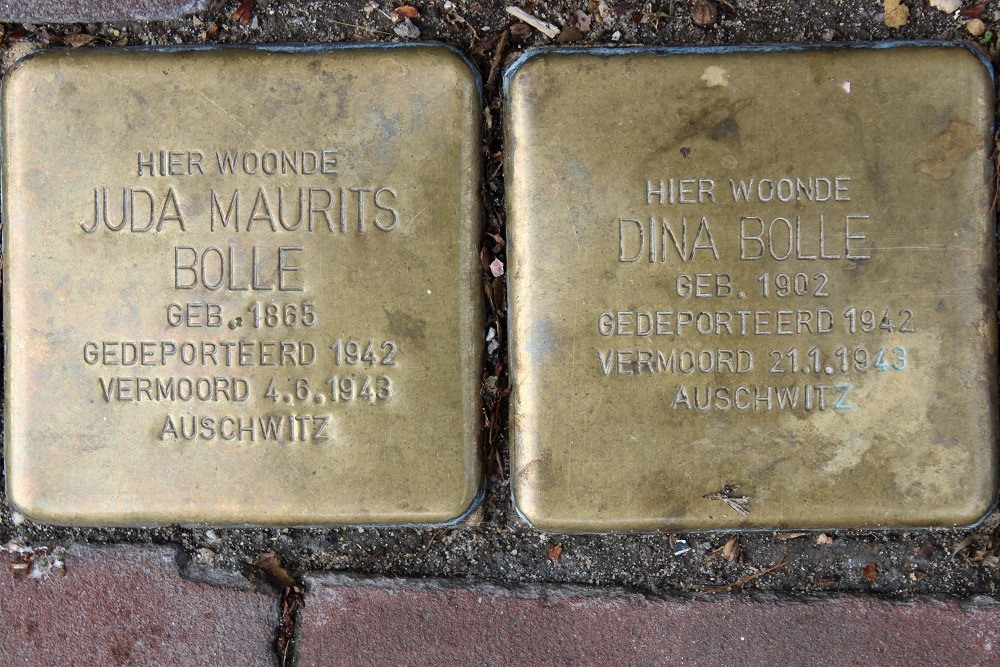 HIER WOONDE
JUDA MAURITS
BOLLE
GEB. 1865
GEDEPORTEERD 1942
VERMOORD 4.6.1943
AUSCHWITZ
HIER WOONDE
DINA BOLLE
GEB. 1902
GEDEPORTEERD 1942
VERMOORD 21.1.1943
AUSCHWITZ